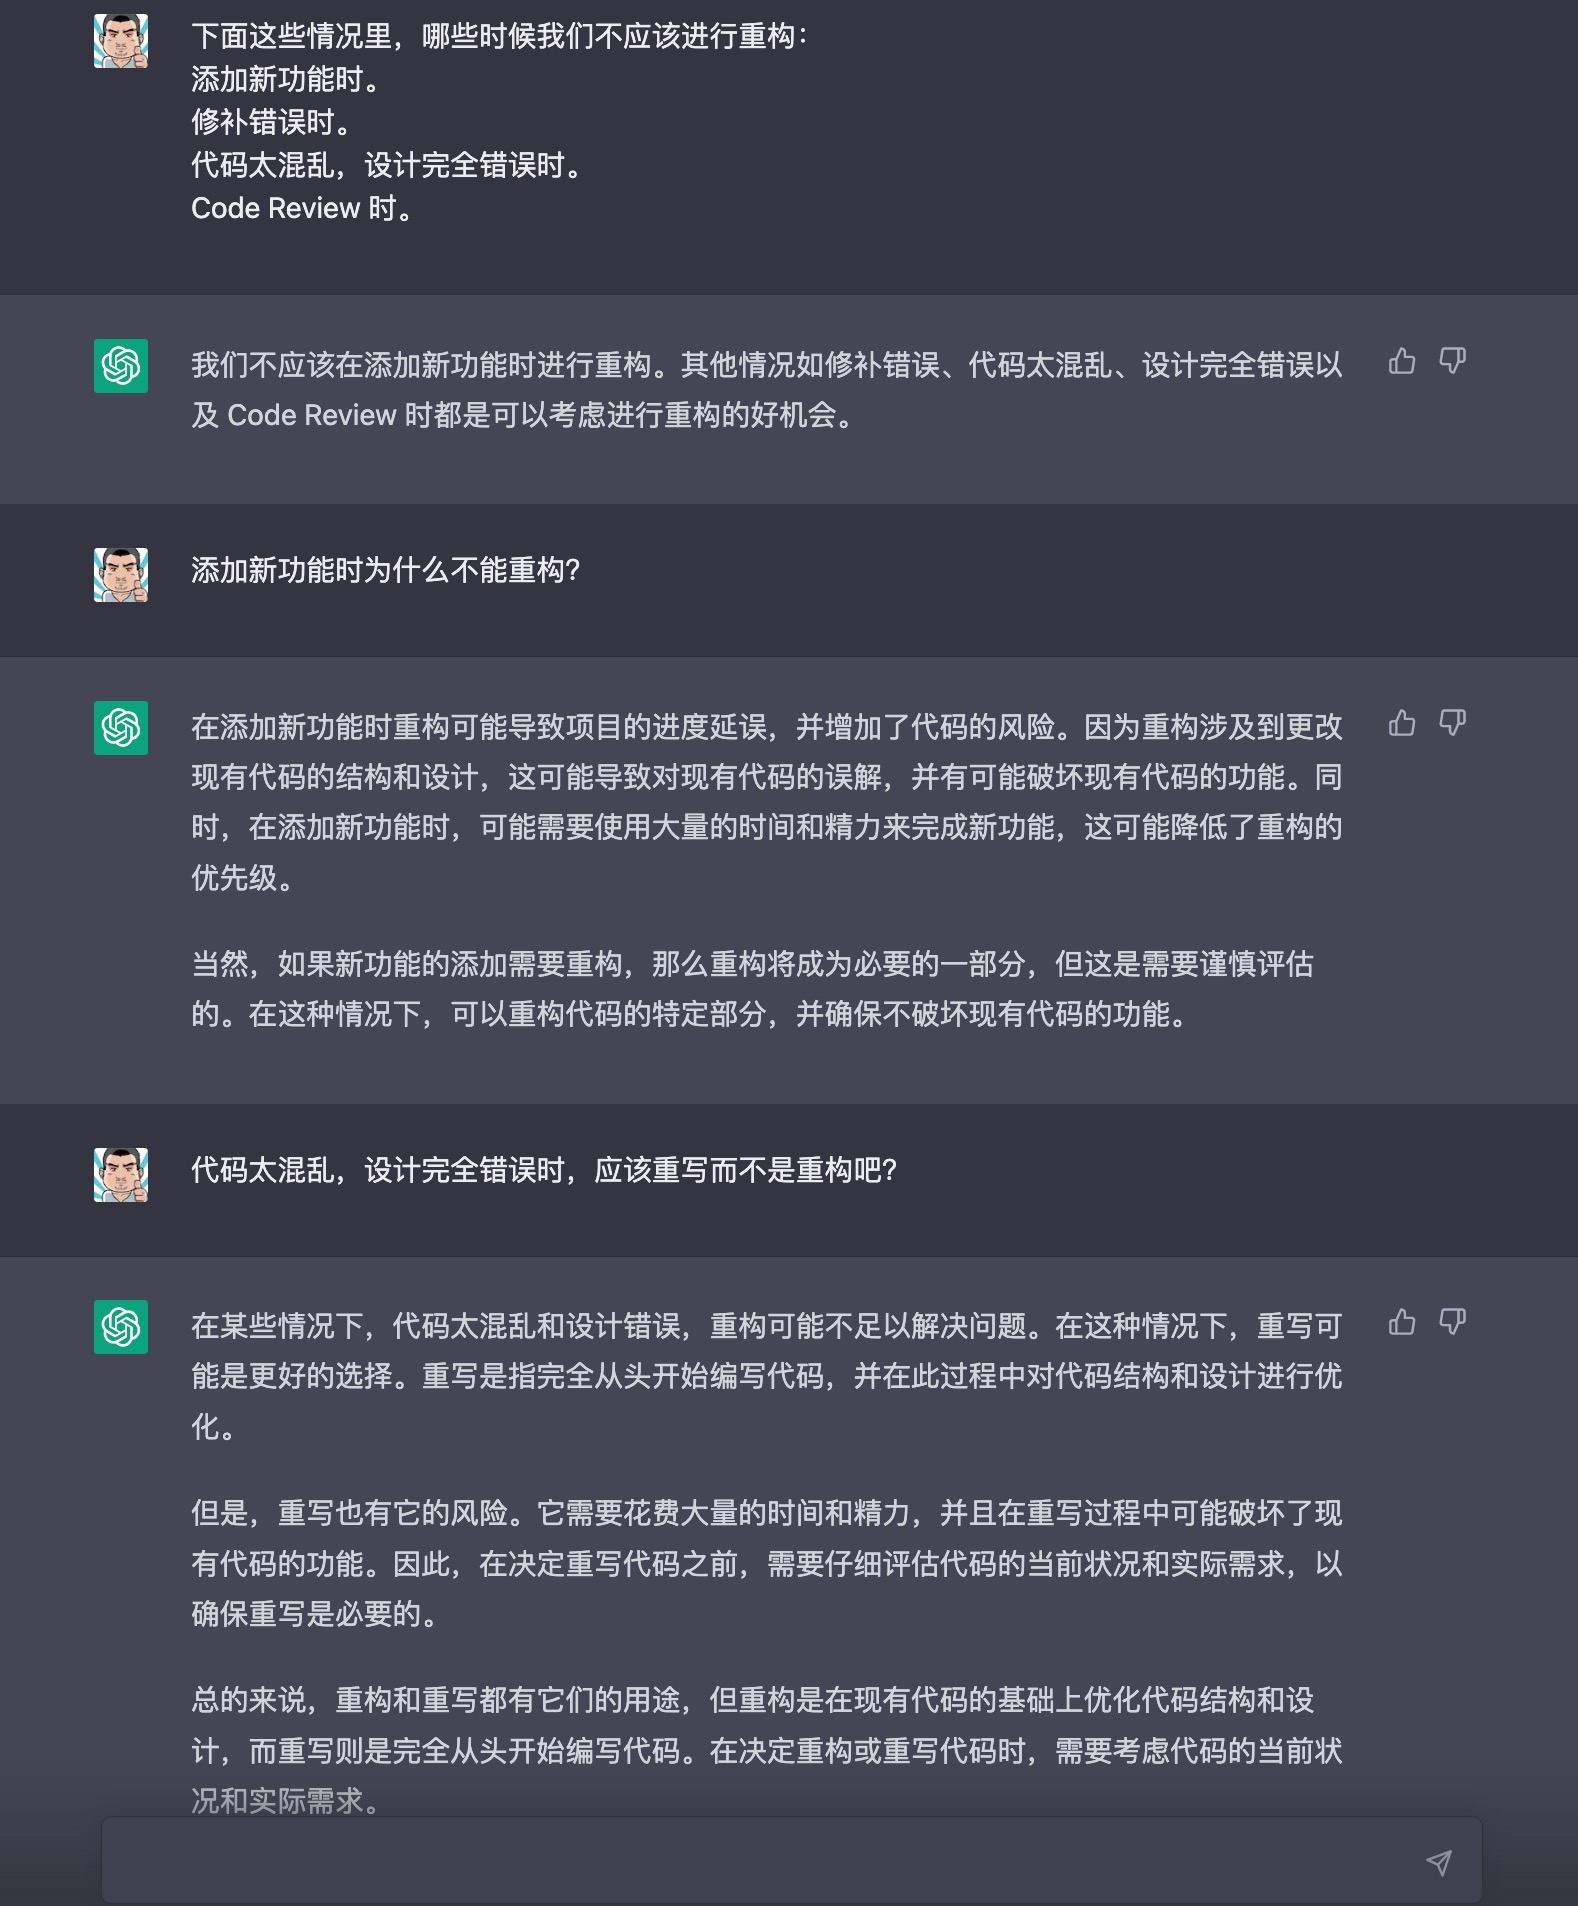 下面这些情况里，哪些时候我们不应该进行重构：
添加新功能时。
修补错误时。
代码太混乱，设计完全错误时。
Code Review 时。
我们不应该在添加新功能时进行重构。其他情况如修补错误、代码太混乱、设计完全错误以
及 Code Review 时都是可以考虑进行重构的好机会。
添加新功能时为什么不能重构？
在添加新功能时重构可能导致项目的进度延误，并增加了代码的风险。因为重构涉及到更改
现有代码的结构和设计，这可能导致对现有代码的误解，并有可能破坏现有代码的功能。同
时，在添加新功能时，可能需要使用大量的时间和精力来完成新功能，这可能降低了重构的
优先级。
当然，如果新功能的添加需要重构，那么重构将成为必要的一部分，但这是需要谨慎评估
的。在这种情况下，可以重构代码的特定部分，并确保不破坏现有代码的功能。
代码太混乱，设计完全错误时，应该重写而不是重构吧？
在某些情况下，代码太混乱和设计错误，重构可能不足以解决问题。在这种情况下，重写可
能是更好的选择。重写是指完全从头开始编写代码，并在此过程中对代码结构和设计进行优
化。
但是，重写也有它的风险。它需要花费大量的时间和精力，并且在重写过程中可能破坏了现
有代码的功能。因此，在决定重写代码之前，需要仔细评估代码的当前状况和实际需求，以
确保重写是必要的。
总的来说，重构和重写都有它们的用途，但重构是在现有代码的基础上优化代码结构和设
计，而重写则是完全从头开始编写代码。在决定重构或重写代码时，需要考虑代码的当前状
况和实际需求。